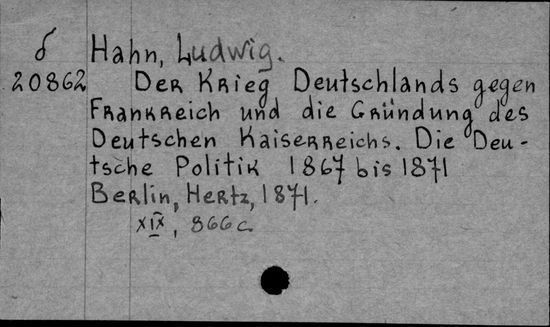 б Hahn, Ludwig.
20862 Der Krieg Deutschlands gegen
Frankreich und die Gründung des
Deutschen Kaiserreichs. Die Deu-
tsche Politik 1867 bis 1871
Berlin, Hertz, 1871.
XIX, 866 c.